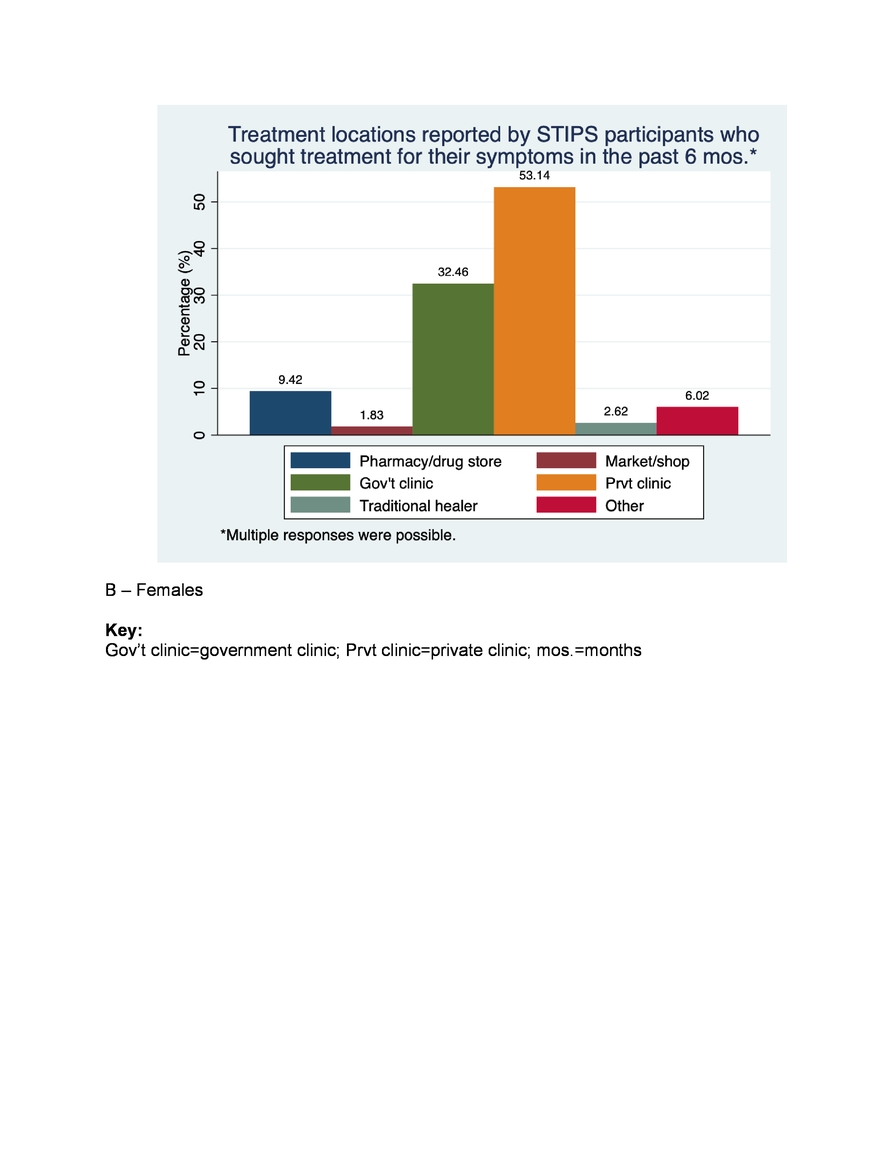 Treatment locations reported by STIPS participants who
sought treatment for their symptoms in the past 6 mos.*
Percentage (%)
50
40
30
20
10
0
9.42
1.83
32.46
53.14
2.62
6.02
Pharmacy/drug store
Market/shop
Gov't clinic
Prvt clinic
Traditional healer
Other
*Multiple responses were possible.
B – Females
Key:
Gov’t clinic=government clinic; Prvt clinic=private clinic; mos.=months